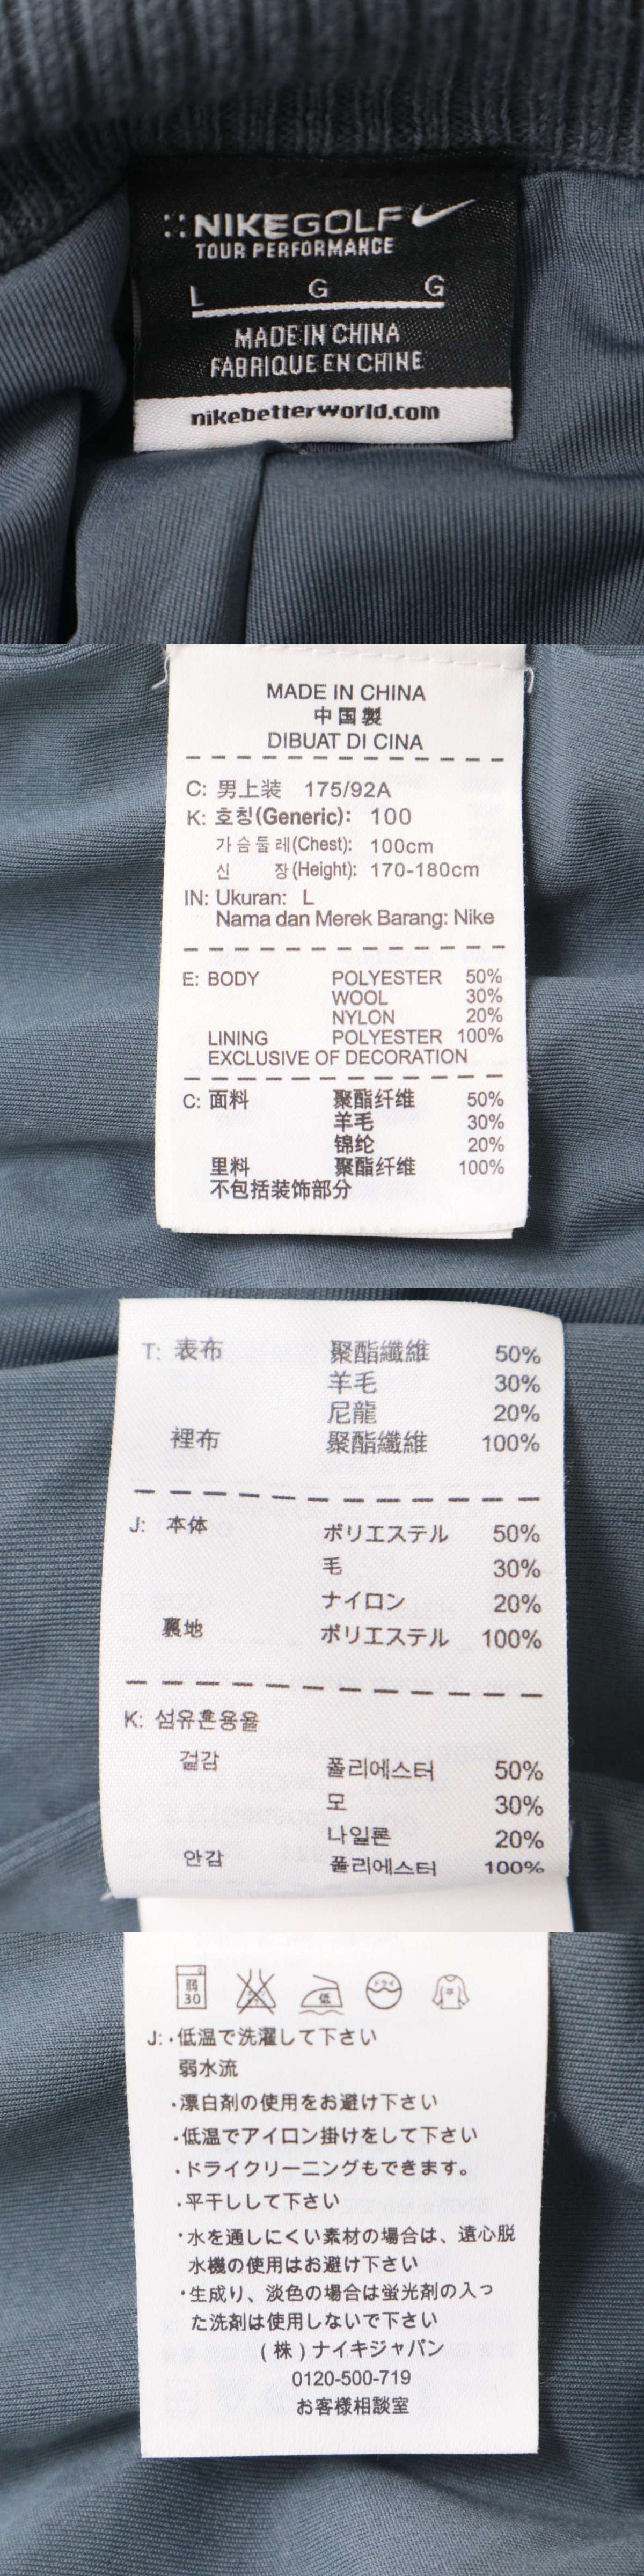 NIKEGOLF
TOUR PERFORMANCE
L G G
MADE IN CHINA
FABRIQUE EN CHINE
nikebetterworld.com
MADE IN CHINA
中国製
DIBUAT DI CINA
C: 男上装 175/92A
K: 호칭(Generic): 100
가슴둘레(Chest): 100cm
신 장(Height): 170-180cm
IN: Ukuran: L
Nama dan Merek Barang: Nike
E: BODY POLYESTER 50%
WOOL 30%
NYLON 20%
LINING POLYESTER 100%
EXCLUSIVE OF DECORATION
C: 面料 聚酯纤维 50%
羊毛 30%
锦纶 20%
里料 聚酯纤维 100%
不包括装饰部分
T: 表布 聚酯纖維 50%
羊毛 30%
尼龍 20%
裡布 聚酯纖維 100%
J: 本体 ポリエステル 50%
毛 30%
ナイロン 20%
裏地 ポリエステル 100%
K: 섬유혼용율
겉감 폴리에스터 50%
모 30%
나일론 20%
안감 폴리에스터 100%
弱 30 低 ドライ 平
J: ・低温で洗濯して下さい
弱水流
・漂白剤の使用をお避け下さい
・低温でアイロン掛けをして下さい
・ドライクリーニングもできます。
・平干しして下さい
・水を通しにくい素材の場合は、遠心脱
水機の使用はお避け下さい
・生成り、淡色の場合は蛍光剤の入っ
た洗剤は使用しないで下さい
(株)ナイキジャパン
0120-500-719
お客様相談室